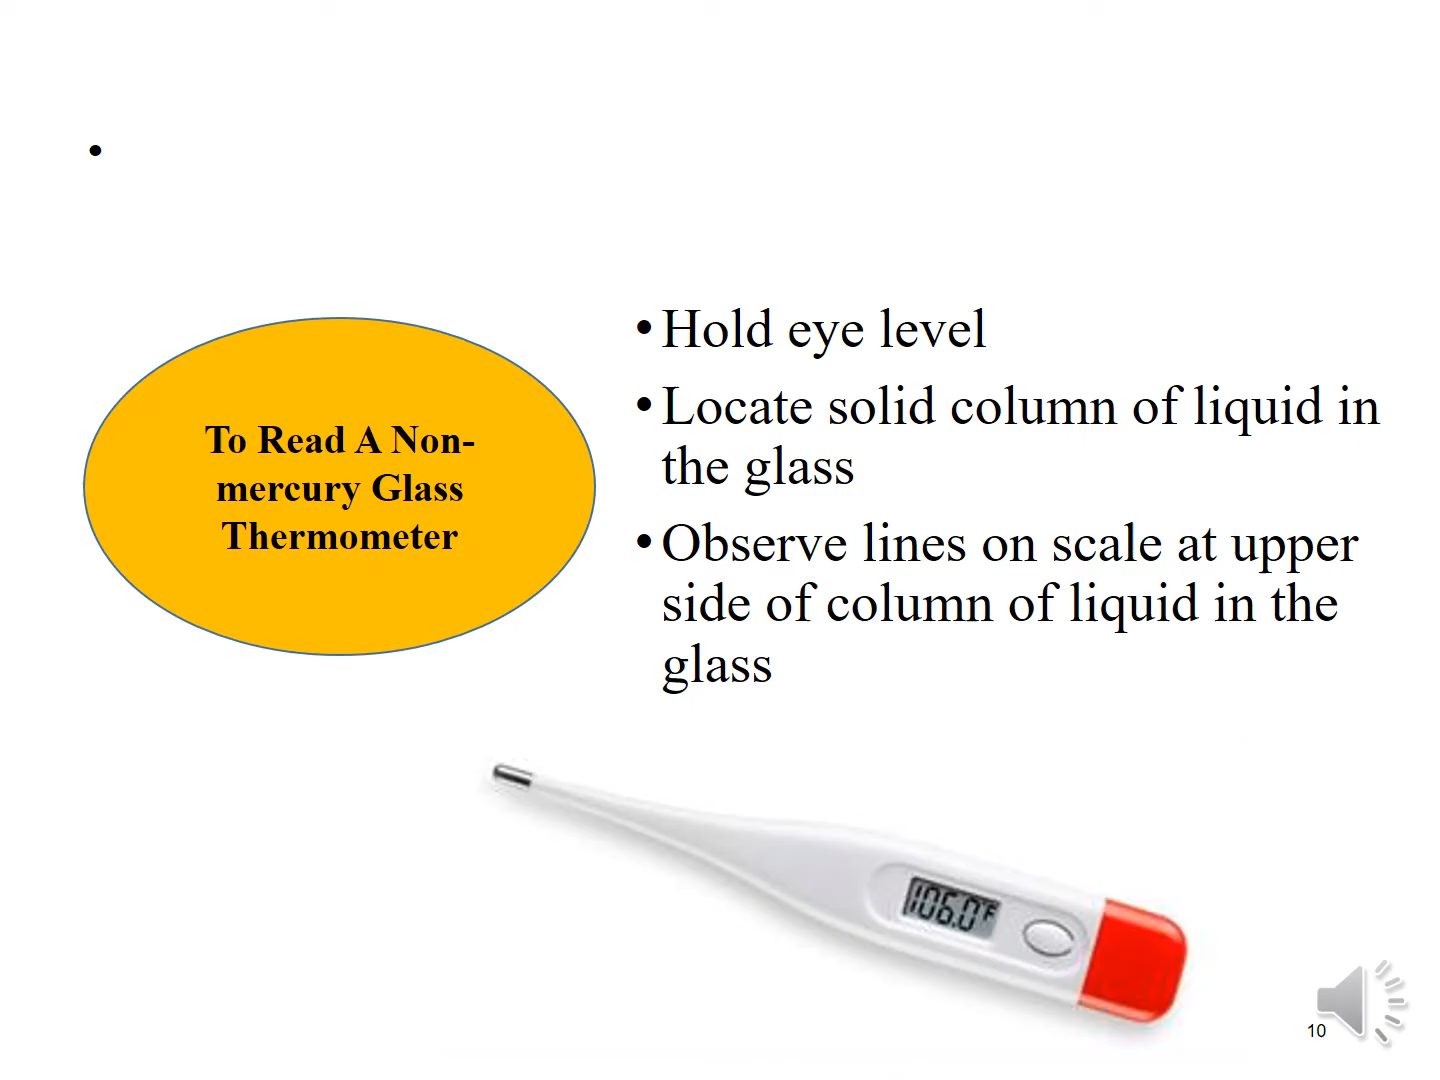 •
To Read A Non-
mercury Glass
Thermometer
• Hold eye level
• Locate solid column of liquid in
the glass
• Observe lines on scale at upper
side of column of liquid in the
glass
106.0°F
10